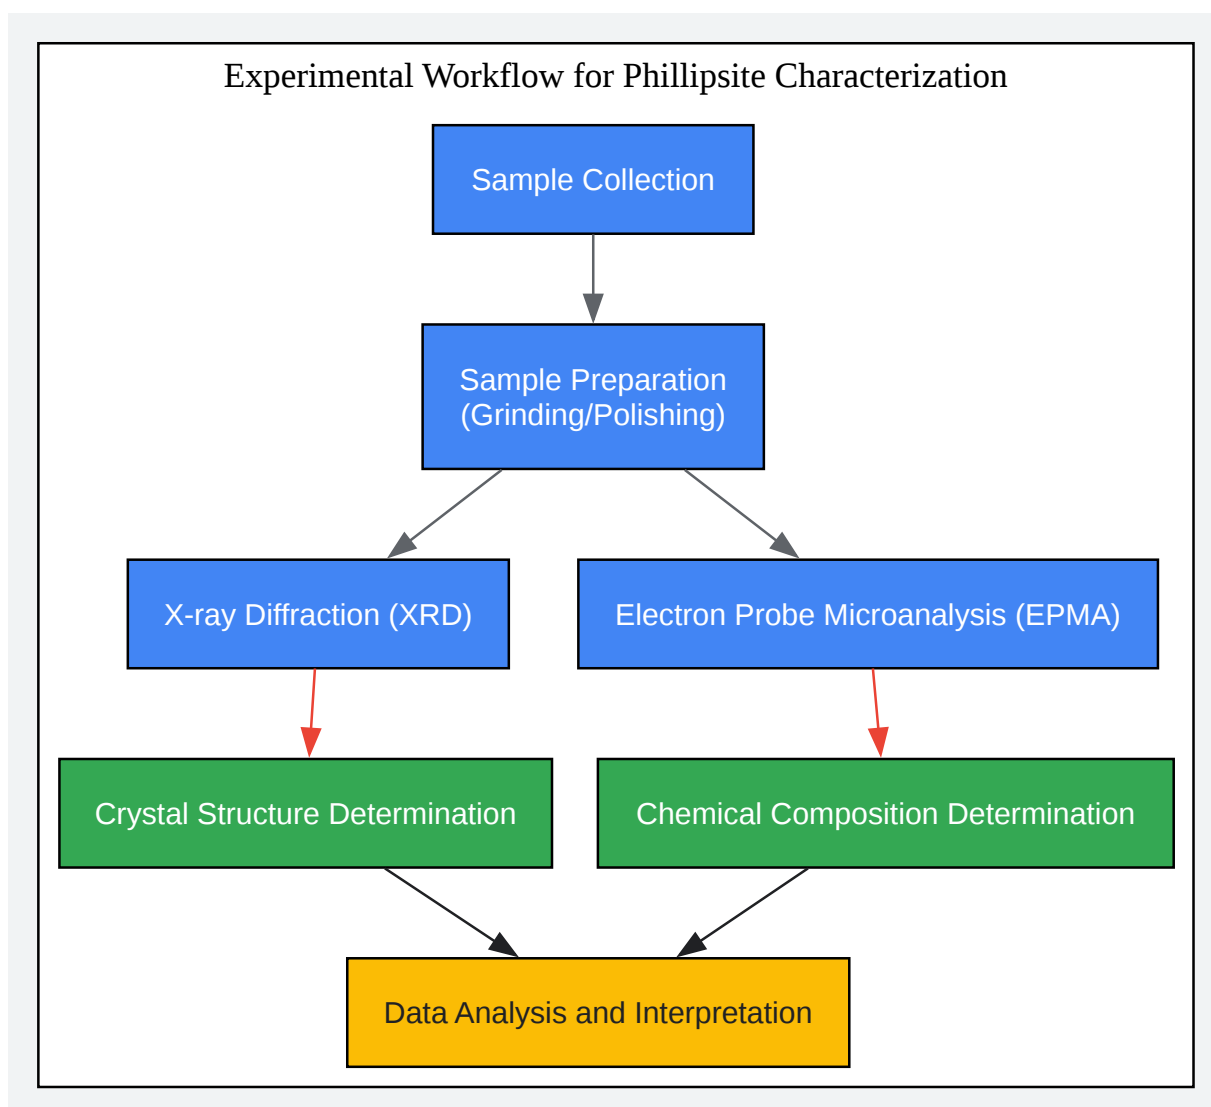 Experimental Workflow for Phillipsite Characterization
Sample Collection
Sample Preparation
(Grinding/Polishing)
X-ray Diffraction (XRD)
Electron Probe Microanalysis (EPMA)
Crystal Structure Determination
Chemical Composition Determination
Data Analysis and Interpretation